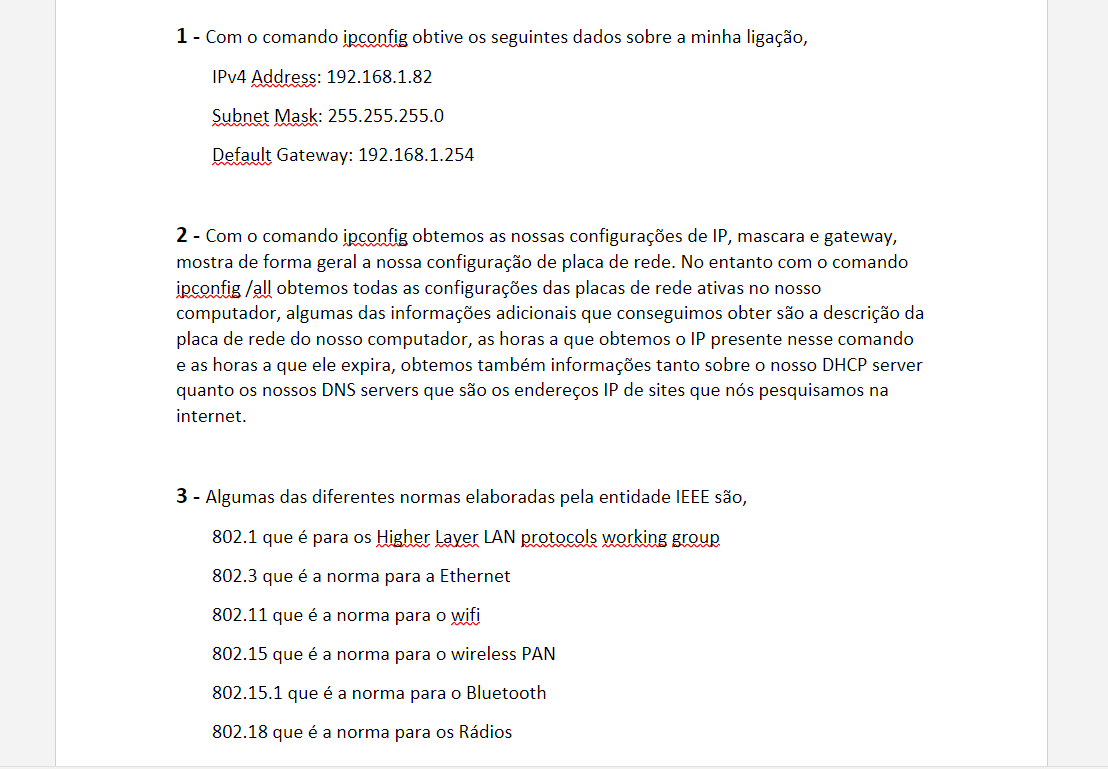 1 - Com o comando ipconfig obtive os seguintes dados sobre a minha ligação,
IPv4 Address: 192.168.1.82
Subnet Mask: 255.255.255.0
Default Gateway: 192.168.1.254
2 - Com o comando ipconfig obtemos as nossas configurações de IP, mascara e gateway,
mostra de forma geral a nossa configuração de placa de rede. No entanto com o comando
ipconfig /all obtemos todas as configurações das placas de rede ativas no nosso
computador, algumas das informações adicionais que conseguimos obter são a descrição da
placa de rede do nosso computador, as horas a que obtemos o IP presente nesse comando
e as horas a que ele expira, obtemos também informações tanto sobre o nosso DHCP server
quanto os nossos DNS servers que são os endereços IP de sites que nós pesquisamos na
internet.
3 - Algumas das diferentes normas elaboradas pela entidade IEEE são,
802.1 que é para os Higher Layer LAN protocols working group
802.3 que é a norma para a Ethernet
802.11 que é a norma para o wifi
802.15 que é a norma para o wireless PAN
802.15.1 que é a norma para o Bluetooth
802.18 que é a norma para os Rádios